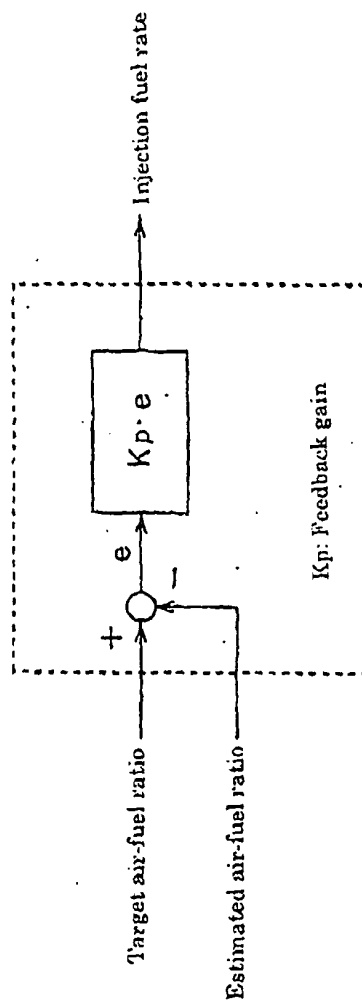 Target air-fuel ratio
+
e
Kp·e
Injection fuel rate
Estimated air-fuel ratio
−
Kp: Feedback gain